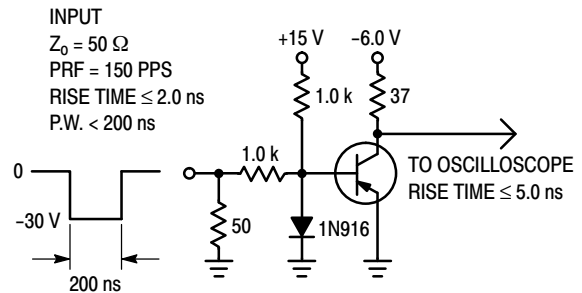 INPUT
Zo = 50 Ω
PRF = 150 PPS
RISE TIME ≤ 2.0 ns
P.W. < 200 ns
+15 V
−6.0 V
1.0 k
37
1.0 k
TO OSCILLOSCOPE
RISE TIME ≤ 5.0 ns
0
−30 V
50
1N916
200 ns